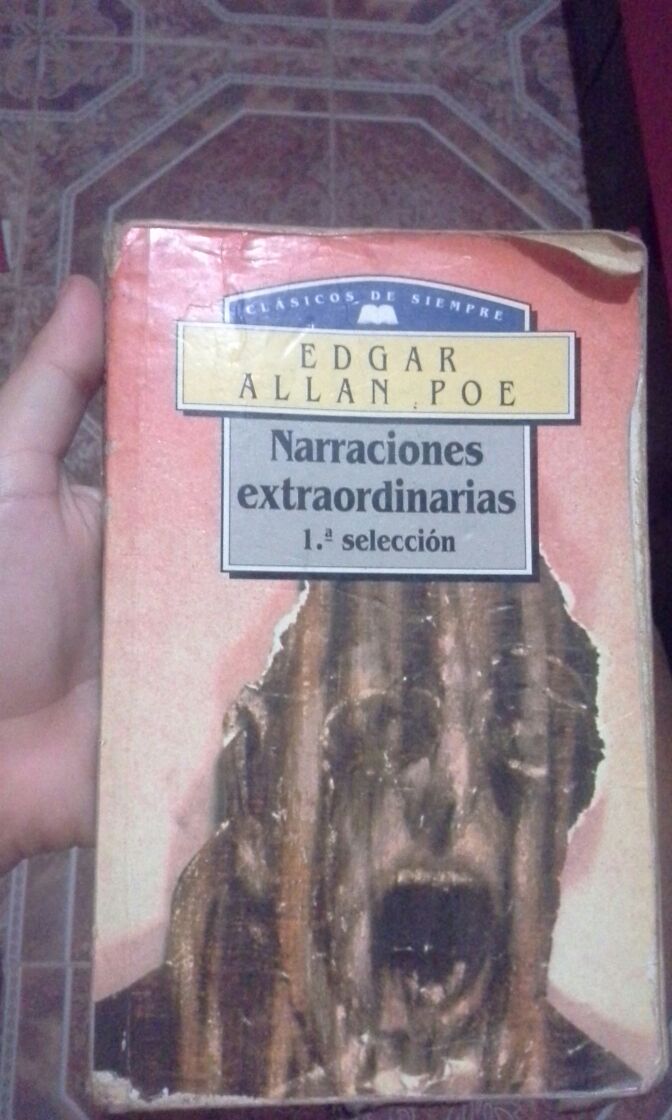 CLÁSICOS DE SIEMPRE
EDGAR
ALLAN POE
Narraciones
extraordinarias
1.ª selección